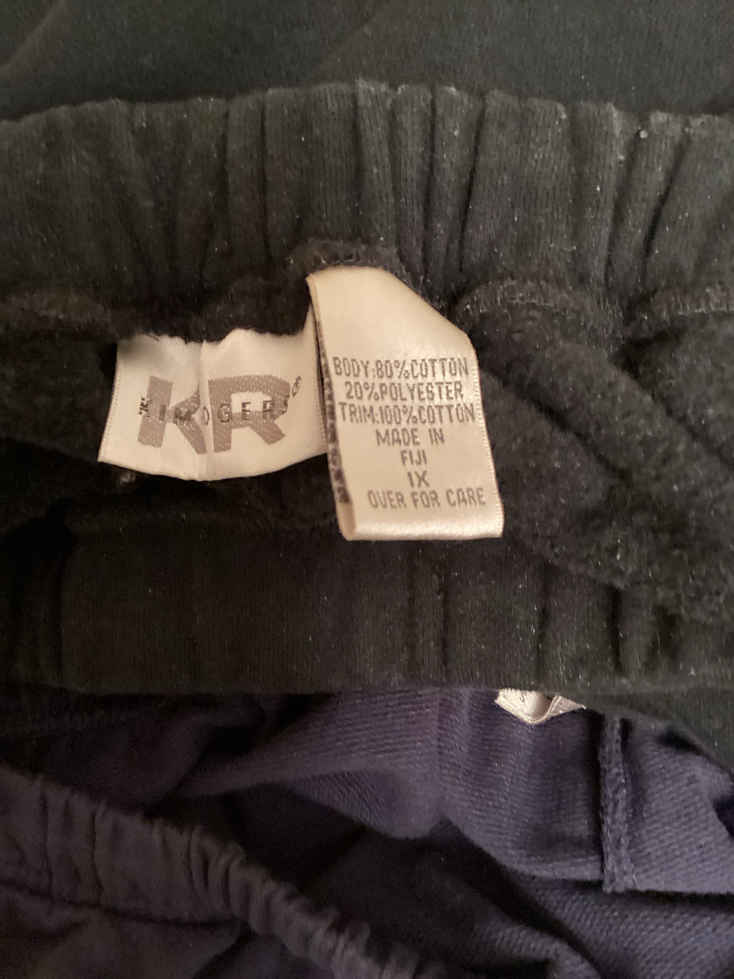 KR
KIM ROGERS®
BODY:80%COTTON
20%POLYESTER
TRIM:100%COTTON
MADE IN
FIJI
1X
OVER FOR CARE